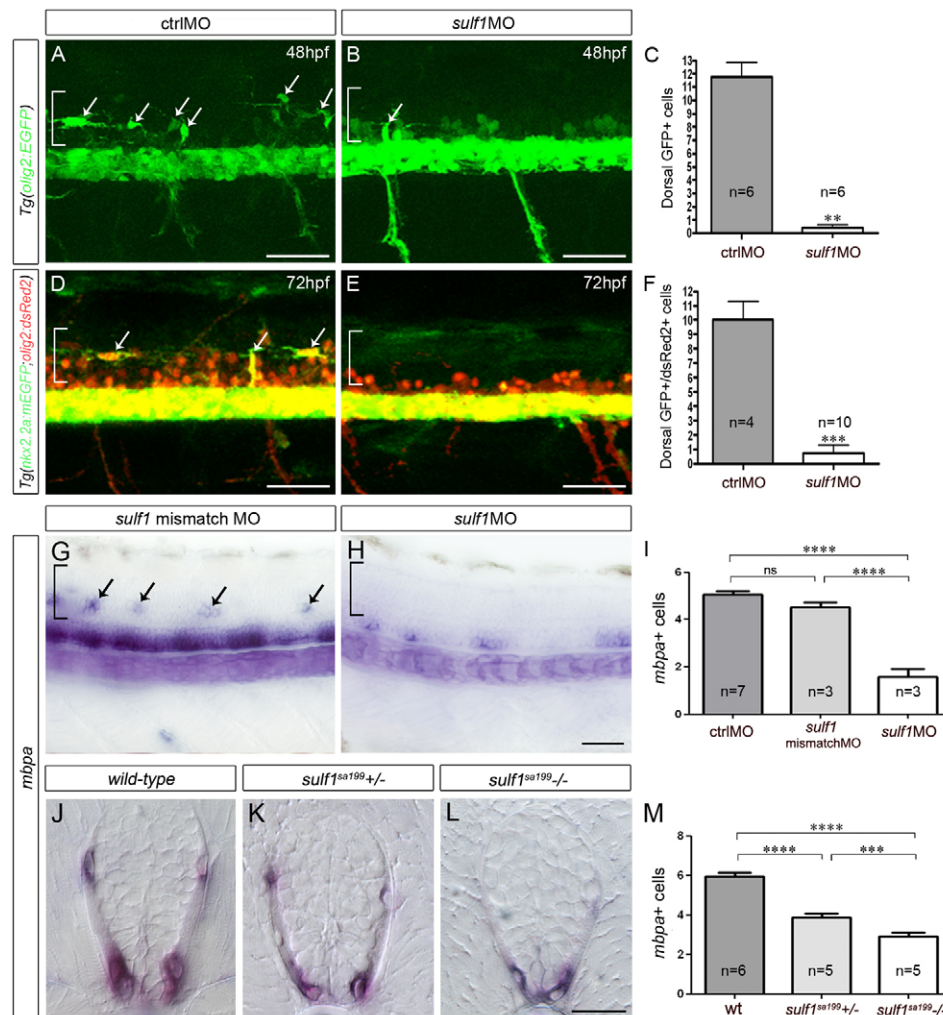 ctrlMO
sulf1MO
Tg(olig2:EGFP)
A
48hpf
B
48hpf
C
Dorsal GFP+ cells
13
12
11
10
9
8
7
6
5
4
3
2
1
0
n=6
n=6
**
ctrlMO
sulf1MO
Tg(nkx2.2a:mEGFP;olig2:dsRed2)
D
72hpf
E
72hpf
F
Dorsal GFP+/dsRed2+ cells
12
11
10
9
8
7
6
5
4
3
2
1
0
n=4
n=10
***
ctrlMO
sulf1MO
sulf1 mismatch MO
sulf1MO
mbpa
G
H
I
mbpa+ cells
6
4
2
0
****
ns
****
n=7
n=3
n=3
ctrlMO
sulf1 mismatchMO
sulf1MO
wild-type
sulf1sa199+/-
sulf1sa199-/-
J
K
L
M
mbpa+ cells
8
6
4
2
0
****
****
***
n=6
n=5
n=5
wt
sulf1sa199+/-
sulf1sa199-/-